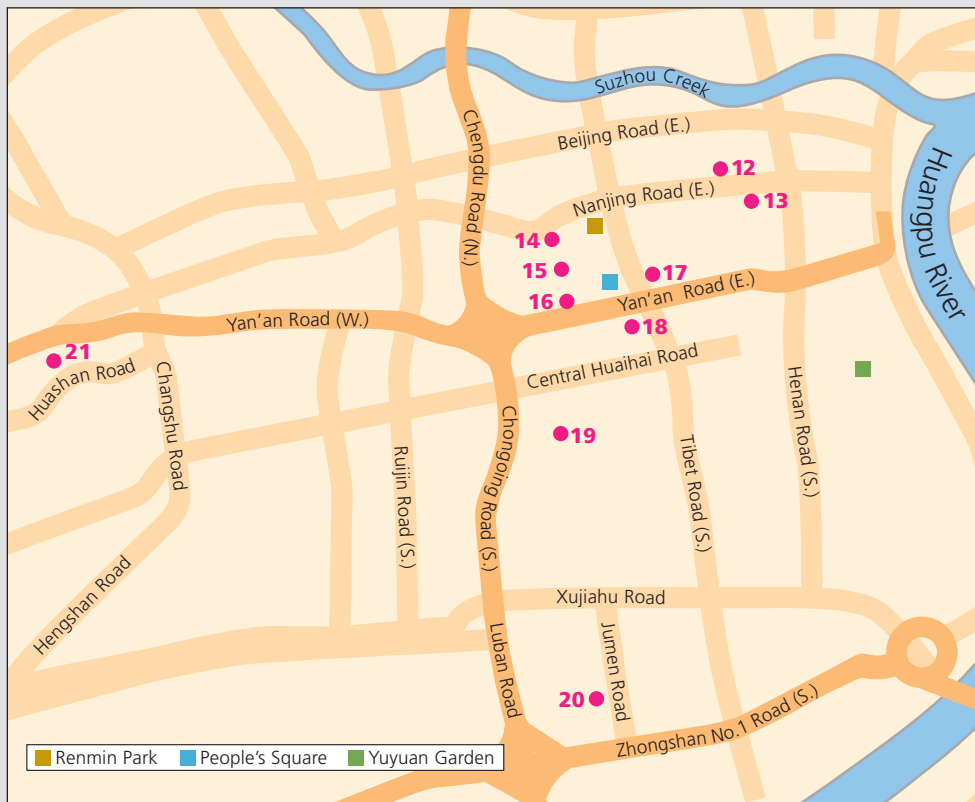 Suzhou Creek
Chengdu Road (N.)
Beijing Road (E.)
Huangpu River
12
Nanjing Road (E.)
13
14
15
17
16
Yan’an Road (E.)
Yan’an Road (W.)
18
21
Huashan Road
Changshu Road
Central Huaihai Road
Henan Road (S.)
19
Chongoing Road (S.)
Ruijin Road (S.)
Tibet Road (S.)
Hengshan Road
Xujiahu Road
Luban Road
Jumen Road
20
Zhongshan No.1 Road (S.)
Renmin Park
People’s Square
Yuyuan Garden